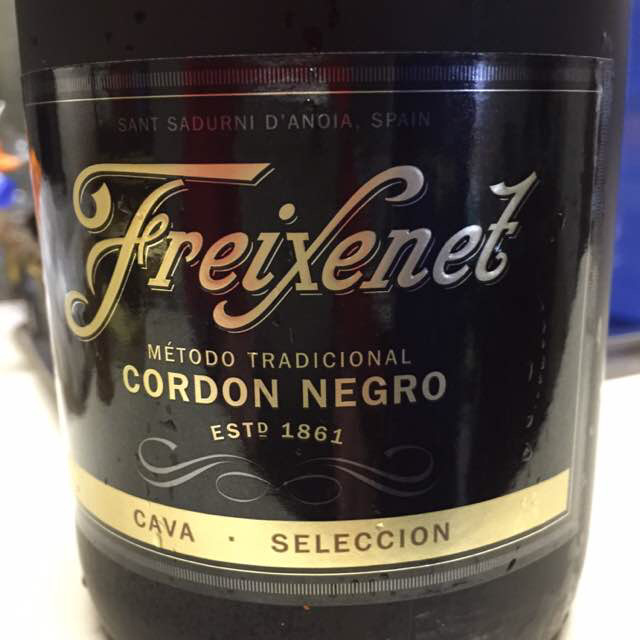 SANT SADURNI D'ANOIA, SPAIN
Freixenet
MÉTODO TRADICIONAL
CORDON NEGRO
ESTD 1861
CAVA · SELECCION